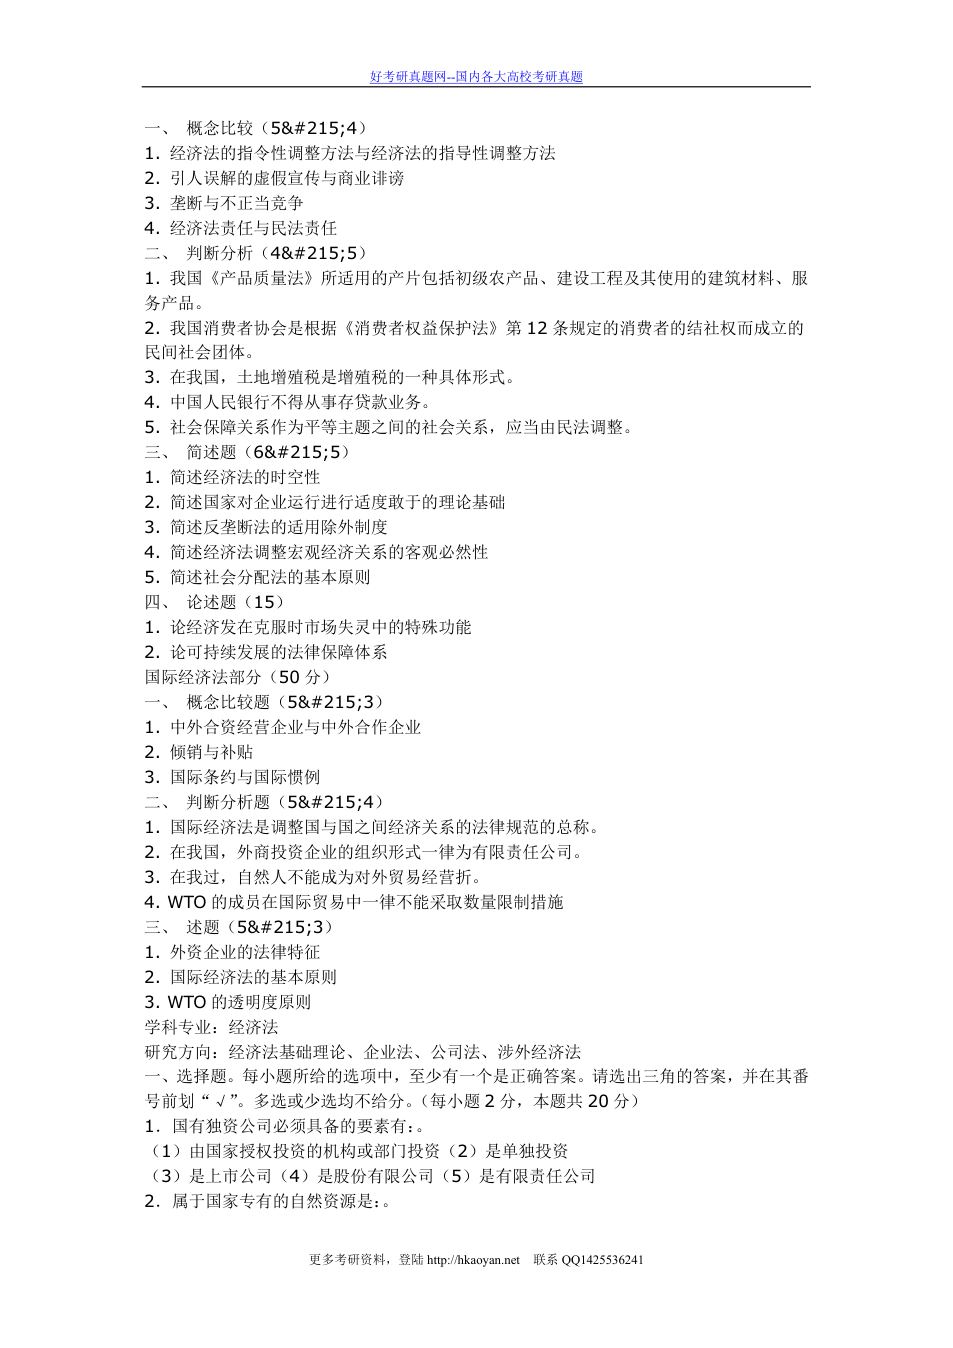 好考研真题网--国内各大高校考研真题
一、 概念比较（5&#215;4）
1. 经济法的指令性调整方法与经济法的指导性调整方法
2. 引人误解的虚假宣传与商业诽谤
3. 垄断与不正当竞争
4. 经济法责任与民法责任
二、 判断分析（4&#215;5）
1. 我国《产品质量法》所适用的产片包括初级农产品、建设工程及其使用的建筑材料、服
务产品。
2. 我国消费者协会是根据《消费者权益保护法》第 12 条规定的消费者的结社权而成立的
民间社会团体。
3. 在我国，土地增殖税是增殖税的一种具体形式。
4. 中国人民银行不得从事存贷款业务。
5. 社会保障关系作为平等主题之间的社会关系，应当由民法调整。
三、 简述题（6&#215;5）
1. 简述经济法的时空性
2. 简述国家对企业运行进行适度敢于的理论基础
3. 简述反垄断法的适用除外制度
4. 简述经济法调整宏观经济关系的客观必然性
5. 简述社会分配法的基本原则
四、 论述题（15）
1. 论经济发在克服时市场失灵中的特殊功能
2. 论可持续发展的法律保障体系
国际经济法部分（50 分）
一、 概念比较题（5&#215;3）
1. 中外合资经营企业与中外合作企业
2. 倾销与补贴
3. 国际条约与国际惯例
二、 判断分析题（5&#215;4）
1. 国际经济法是调整国与国之间经济关系的法律规范的总称。
2. 在我国，外商投资企业的组织形式一律为有限责任公司。
3. 在我过，自然人不能成为对外贸易经营折。
4. WTO 的成员在国际贸易中一律不能采取数量限制措施
三、 述题（5&#215;3）
1. 外资企业的法律特征
2. 国际经济法的基本原则
3. WTO 的透明度原则
学科专业：经济法
研究方向：经济法基础理论、企业法、公司法、涉外经济法
一、选择题。每小题所给的选项中，至少有一个是正确答案。请选出三角的答案，并在其番
号前划“√”。多选或少选均不给分。（每小题 2 分，本题共 20 分）
1．国有独资公司必须具备的要素有:。
（1）由国家授权投资的机构或部门投资（2）是单独投资
（3）是上市公司（4）是股份有限公司（5）是有限责任公司
2．属于国家专有的自然资源是:。
更多考研资料，登陆 http://hkaoyan.net 联系 QQ1425536241